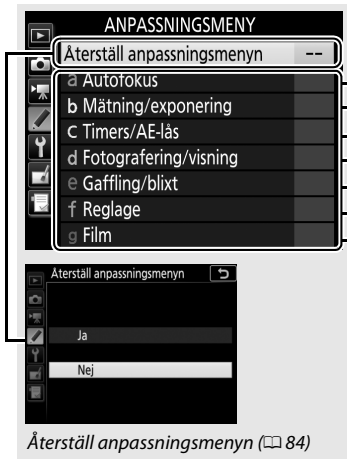 ANPASSNINGSMENY
Återställ anpassningsmenyn --
a Autofokus
b Mätning/exponering
c Timers/AE-lås
d Fotografering/visning
e Gaffling/blixt
f Reglage
g Film
Återställ anpassningsmenyn
Ja
Nej
Återställ anpassningsmenyn (📖 84)